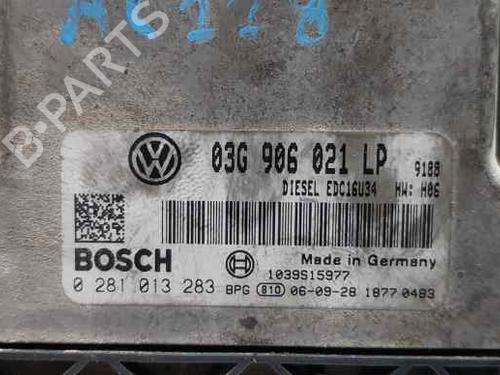 03G 906 021 LP 9188
DIESEL EDC16U34 HW: H06
BOSCH
Made in Germany
1039S15977
0 281 013 283 BPG 810 06-09-28 1877 0483
B-PARTS